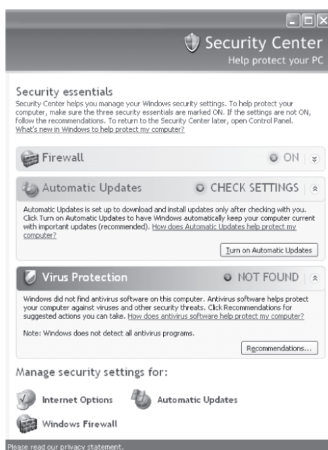 Security Center
Help protect your PC
Security essentials
Security Center helps you manage your Windows security settings. To help protect your
computer, make sure the three security essentials are marked ON. If the settings are not ON,
follow the recommendations. To return to the Security Center later, open Control Panel.
What's new in Windows to help protect my computer?
Firewall ON
Automatic Updates CHECK SETTINGS
Automatic Updates is set up to download and install updates only after checking with you.
Click Turn on Automatic Updates to have Windows automatically keep your computer current
with important updates (recommended). How does Automatic Updates help protect my
computer?
Turn on Automatic Updates
Virus Protection NOT FOUND
Windows did not find antivirus software on this computer. Antivirus software helps protect
your computer against viruses and other security threats. Click Recommendations for
suggested actions you can take. How does antivirus software help protect my computer?
Note: Windows does not detect all antivirus programs.
Recommendations...
Manage security settings for:
Internet Options Automatic Updates
Windows Firewall
Please read our privacy statement.